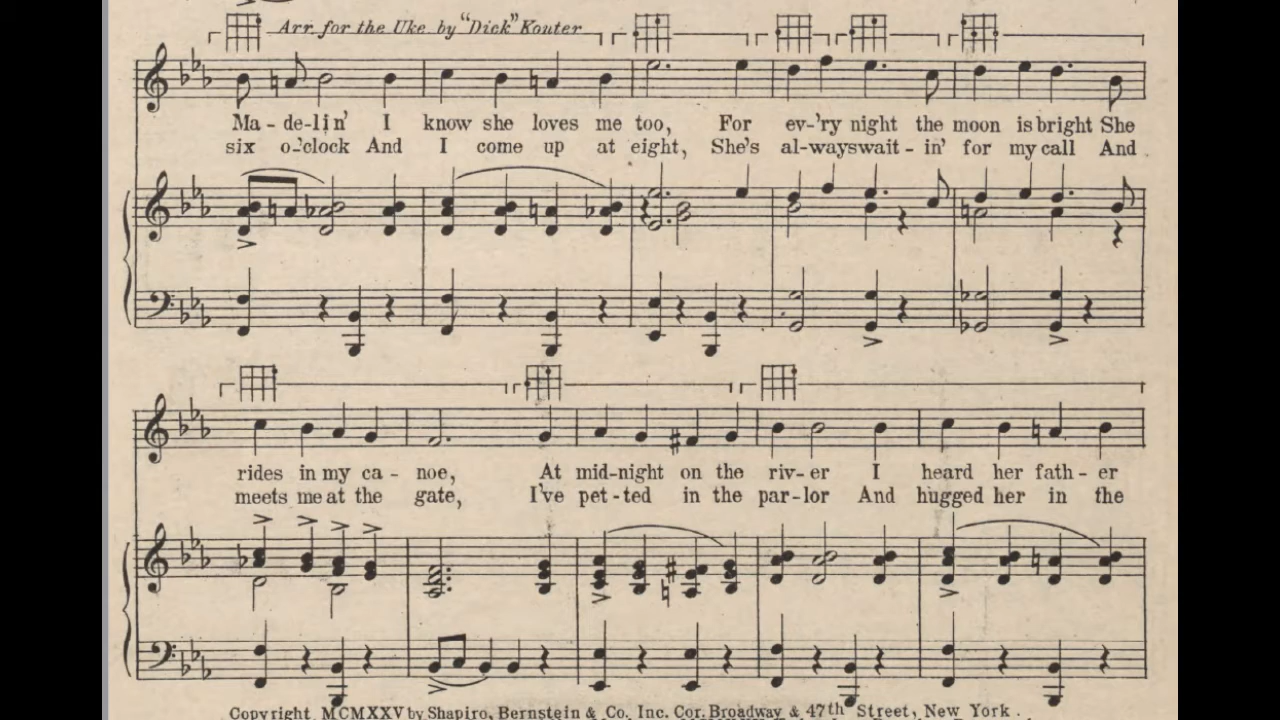 Arr. for the Uke by "Dick" Konter
Ma - de-lin' I know she loves me too, For ev-'ry night the moon is bright She
six o'-clock And I come up at eight, She's al-wayswait - in' for my call And
rides in my ca - noe, At mid-night on the riv- er I heard her fath - er
meets me at the gate, I've pet - ted in the par - lor And hugged her in the
Copyright MCMXXV by Shapiro, Bernstein & Co. Inc. Cor. Broadway & 47th Street, New York.